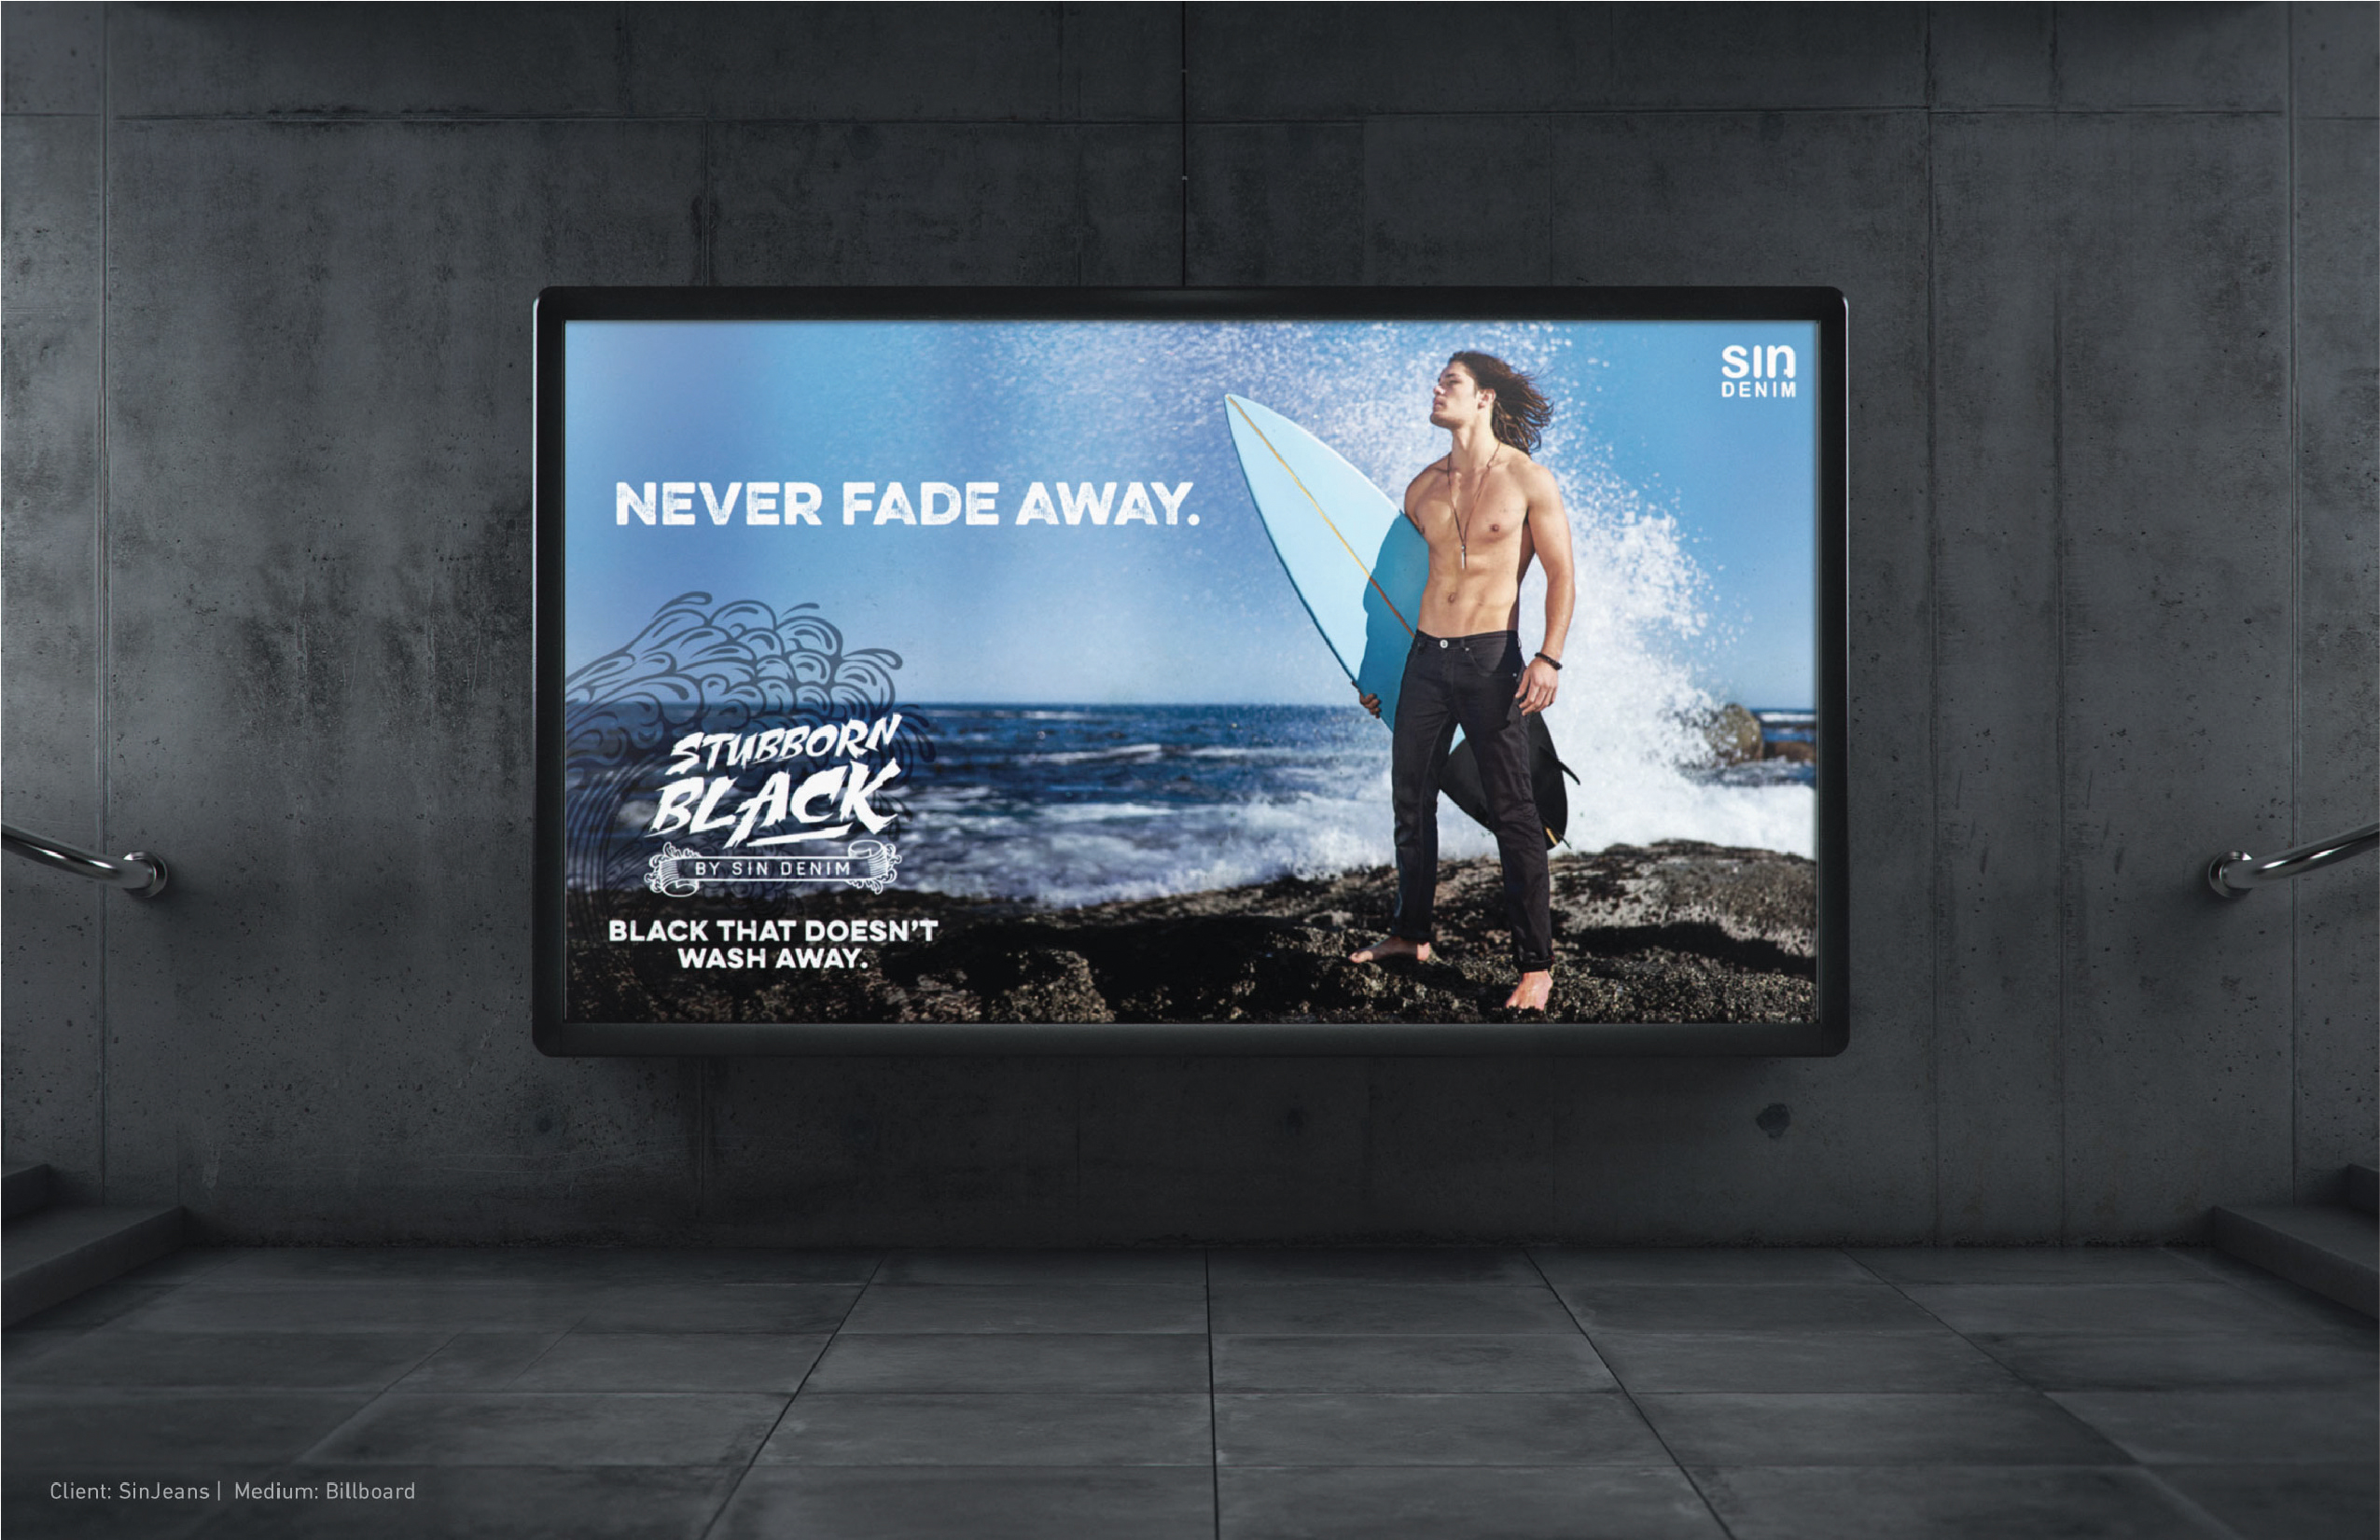 sin
DENIM
NEVER FADE AWAY.
STUBBORN
BLACK
BY SIN DENIM
BLACK THAT DOESN'T
WASH AWAY.
Client: SinJeans | Medium: Billboard